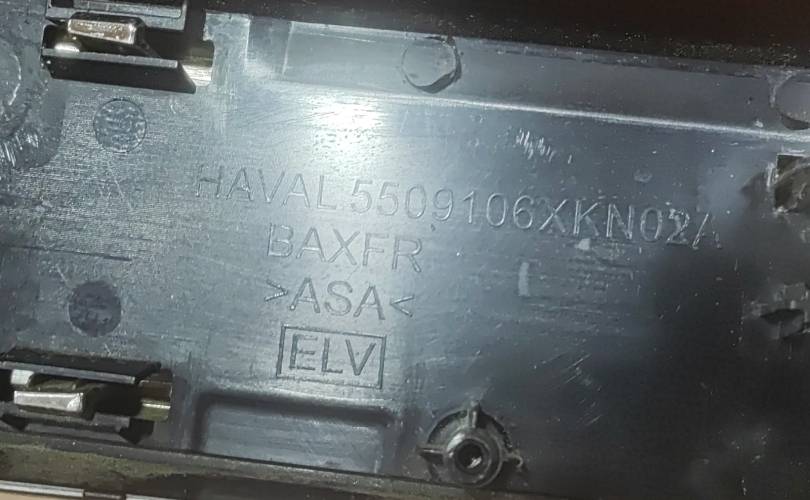 HAVAL 5509106XKN02A
BAXFR
>ASA<
ELV